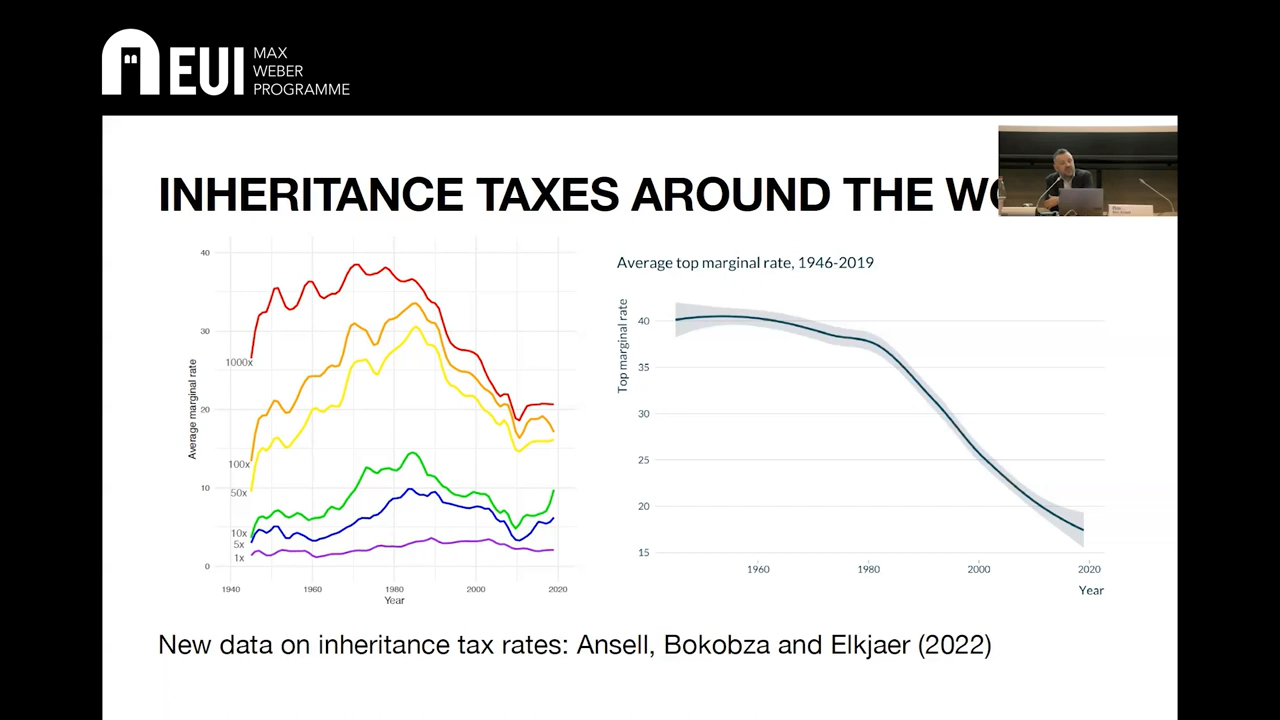 EUI
MAX
WEBER
PROGRAMME
INHERITANCE TAXES AROUND THE
Average marginal rate
40
30
20
10
0
1000x
100x
50x
10x
5x
1x
1940
1960
1980
2000
2020
Year
Average top marginal rate, 1946-2019
Top marginal rate
40
35
30
25
20
15
1960
1980
2000
2020
Year
New data on inheritance tax rates: Ansell, Bokobza and Elkjaer (2022)